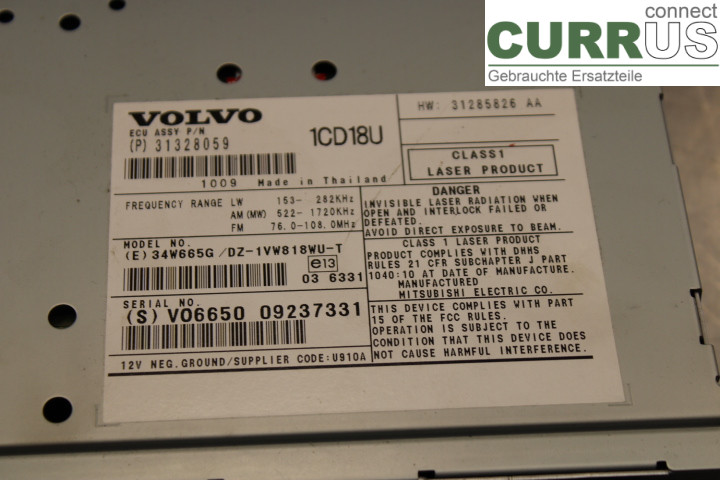 connect
CURRUS
Gebrauchte Ersatzteile
VOLVO
ECU ASSY P/N
(P) 31328059
1CD18U
1009 Made in Thailand
HW: 31285826 AA
CLASS1
LASER PRODUCT
FREQUENCY RANGE LW 153- 282KHz
AM (MW) 522- 1720KHz
FM 76.0-108.0MHz
DANGER
INVISIBLE LASER RADIATION WHEN
OPEN AND INTERLOCK FAILED OR
DEFEATED.
AVOID DIRECT EXPOSURE TO BEAM.
MODEL NO.
(E) 34W665G /DZ-1VW818WU-T
e13
03 6331
CLASS 1 LASER PRODUCT
PRODUCT COMPLIES WITH DHHS
RULES 21 CFR SUBCHAPTER J PART
1040:10 AT DATE OF MANUFACTURE.
MANUFACTURED
MITSUBISHI ELECTRIC CO.
SERIAL NO.
(S) V06650 09237331
THIS DEVICE COMPLIES WITH PART
15 OF THE FCC RULES.
OPERATION IS SUBJECT TO THE
CONDITION THAT THIS DEVICE DOES
NOT CAUSE HARMFUL INTERFERENCE.
12V NEG.GROUND/SUPPLIER CODE:U910A